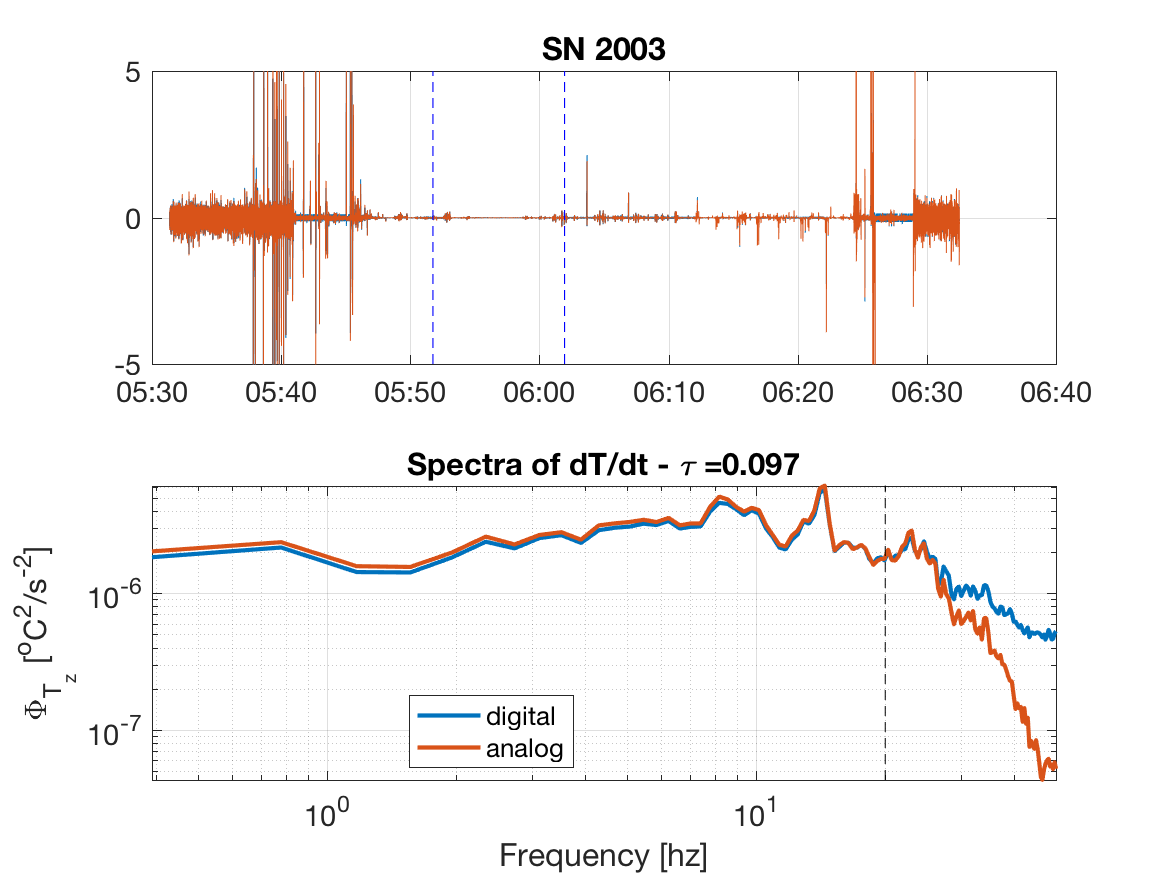 SN 2003
5
0
-5
05:30 05:40 05:50 06:00 06:10 06:20 06:30 06:40
Spectra of dT/dt - τ =0.097
Φ_{T_z} [°C²/s⁻²]
10⁻⁶
10⁻⁷
digital
analog
10⁰ 10¹
Frequency [hz]